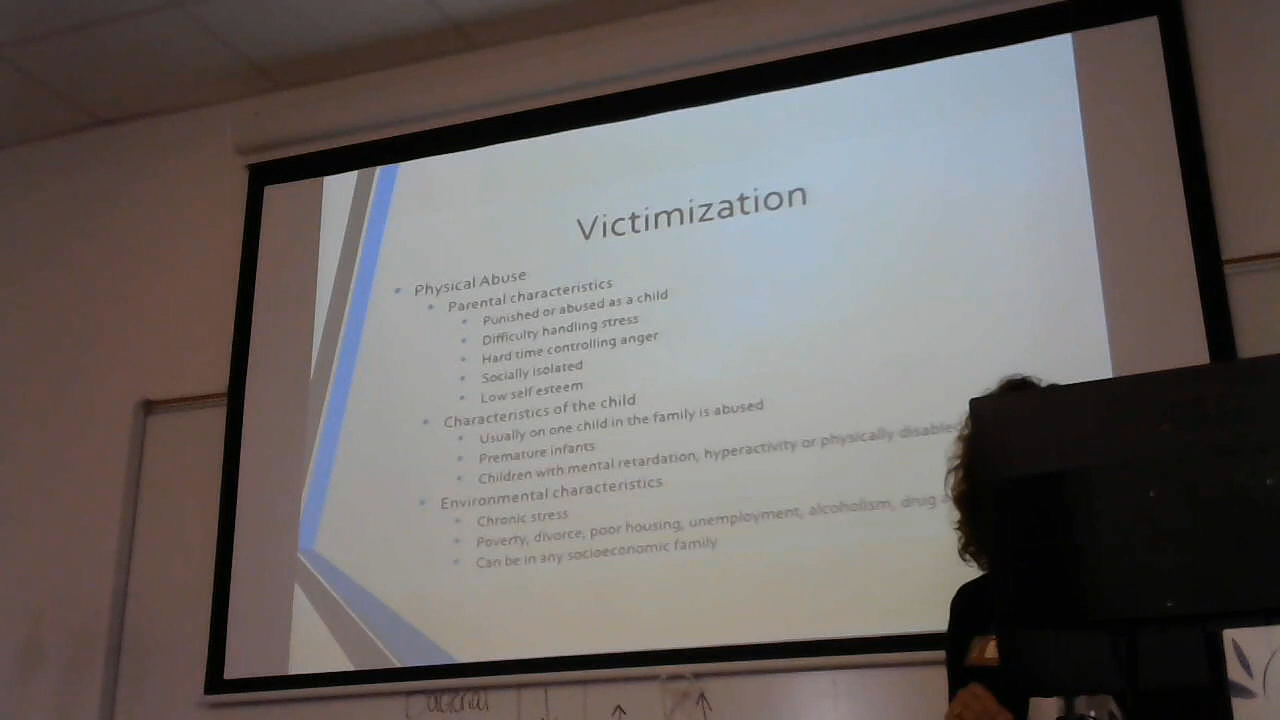 Victimization
Physical Abuse
Parental characteristics
Punished or abused as a child
Difficulty handling stress
Hard time controlling anger
Socially isolated
Low self esteem
Characteristics of the child
Usually on one child in the family is abused
Premature infants
Children with mental retardation, hyperactivity or physically disabled
Environmental characteristics
Chronic stress
Poverty, divorce, poor housing, unemployment, alcoholism, drug
Can be in any socioeconomic family